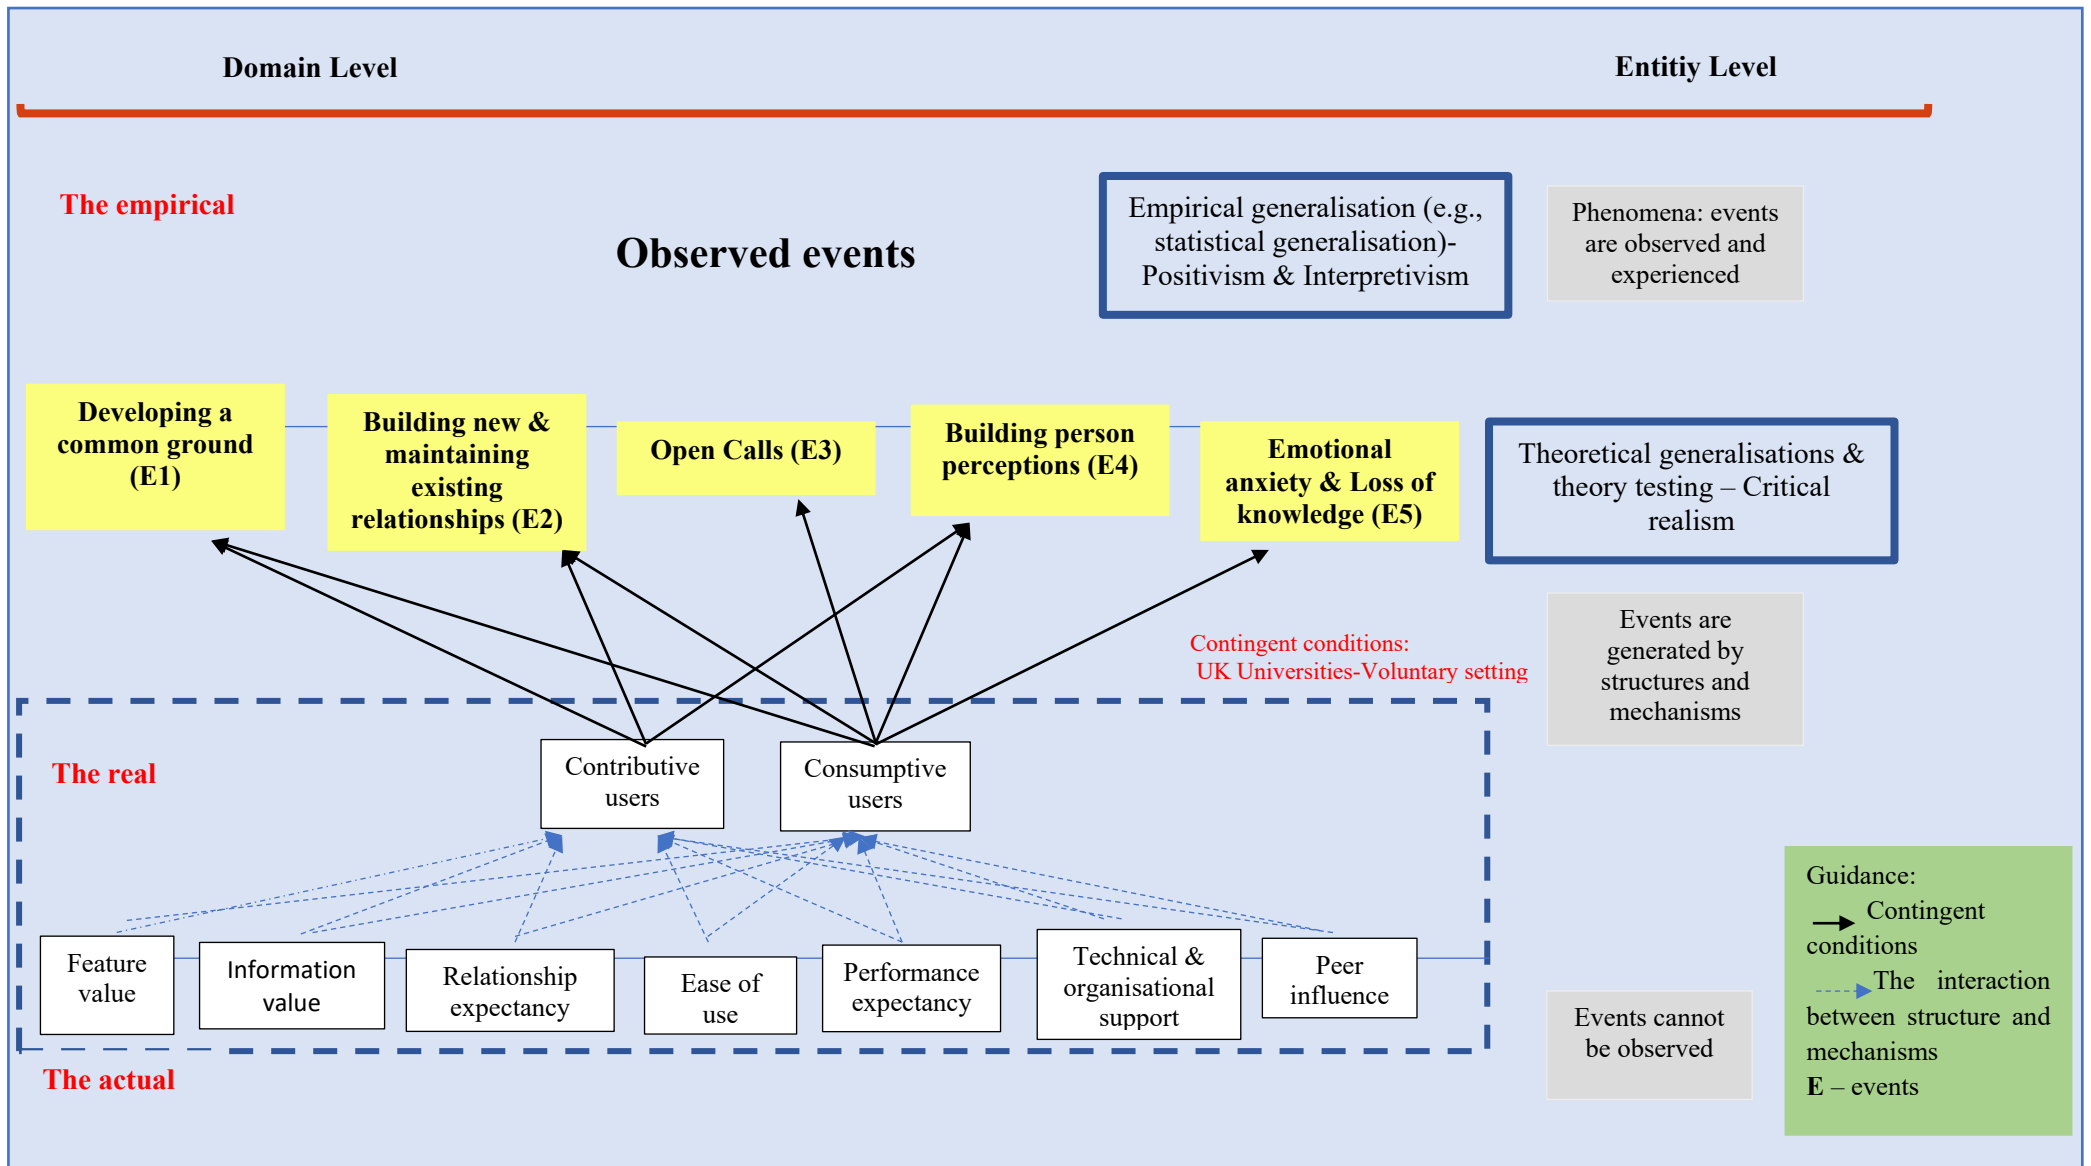 Domain Level
Entitiy Level
The empirical
Observed events
Empirical generalisation (e.g.,
statistical generalisation)-
Positivism & Interpretivism
Phenomena: events
are observed and
experienced
Developing a
common ground
(E1)
Building new &
maintaining
existing
relationships (E2)
Open Calls (E3)
Building person
perceptions (E4)
Emotional
anxiety & Loss of
knowledge (E5)
Theoretical generalisations &
theory testing – Critical
realism
Contingent conditions:
UK Universities-Voluntary setting
Events are
generated by
structures and
mechanisms
The real
Contributive
users
Consumptive
users
Feature
value
Information
value
Relationship
expectancy
Ease of
use
Performance
expectancy
Technical &
organisational
support
Peer
influence
Events cannot
be observed
The actual
Guidance:
Contingent
conditions
The interaction
between structure and
mechanisms
E – events